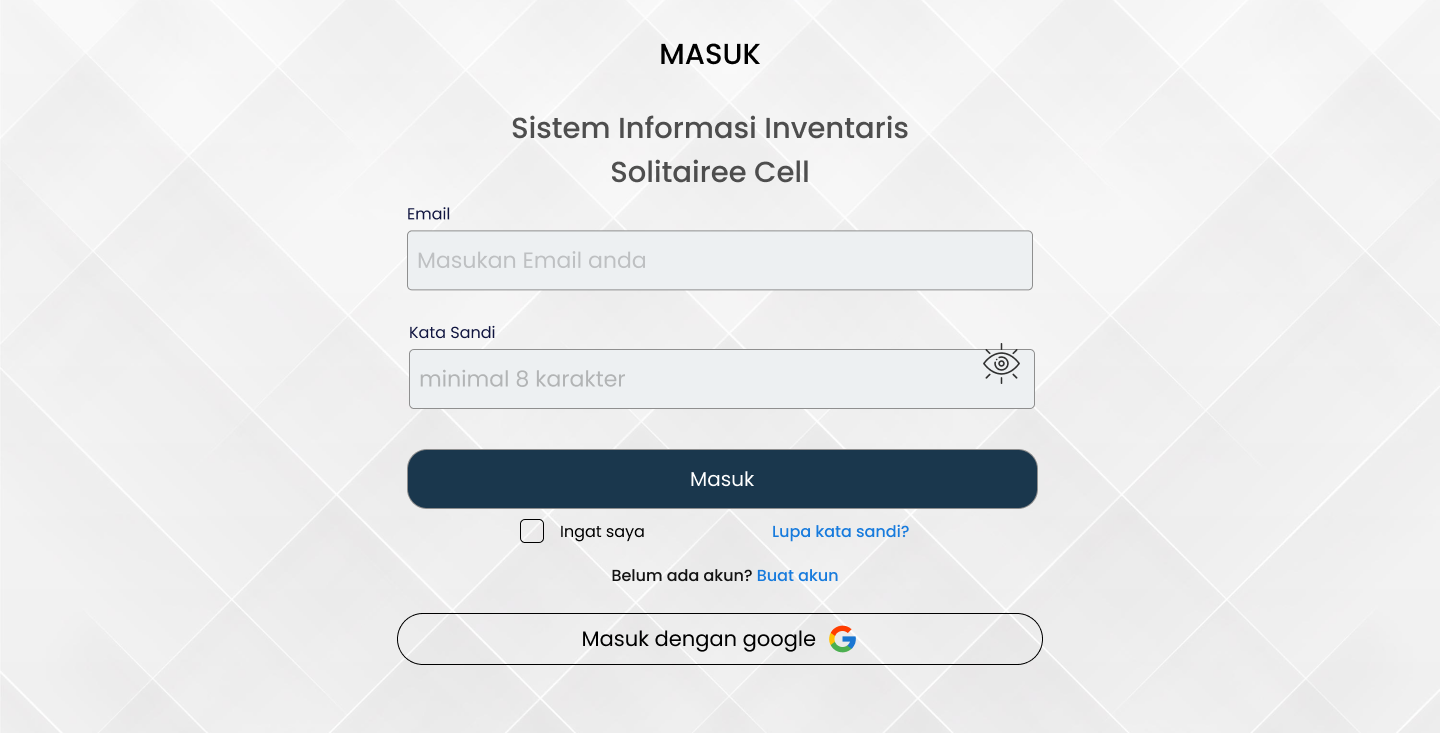 MASUK
Sistem Informasi Inventaris
Solitairee Cell
Email
Masukan Email anda
Kata Sandi
minimal 8 karakter
Masuk
Ingat saya
Lupa kata sandi?
Belum ada akun? Buat akun
Masuk dengan google